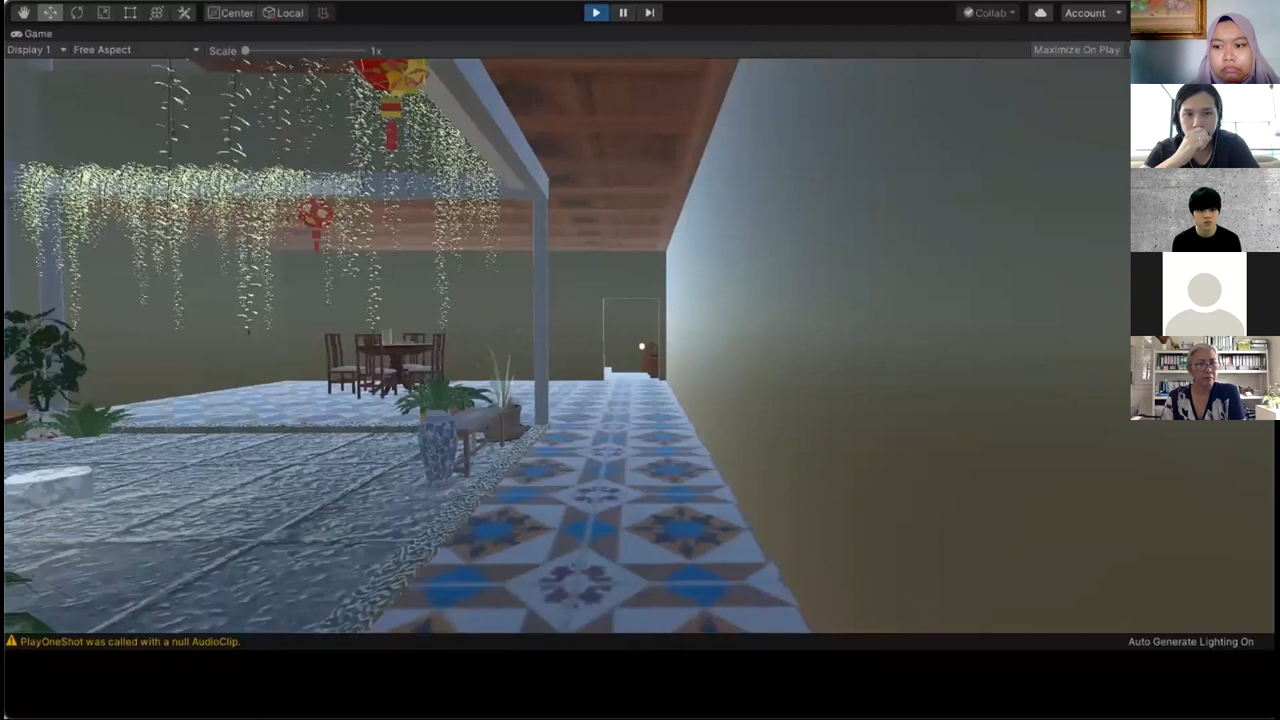 Center Local Collab Account
Game
Display 1 Free Aspect Scale 1x Maximize On Play
PlayOneShot was called with a null AudioClip. Auto Generate Lighting On